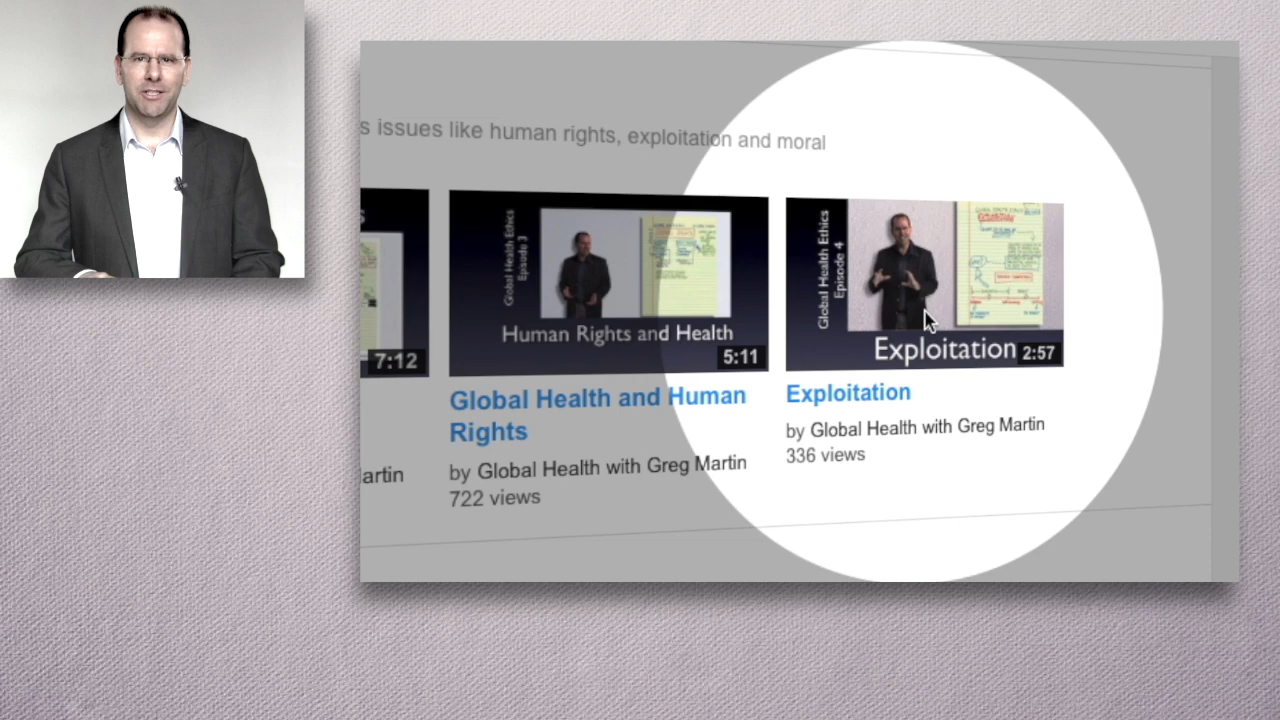 s issues like human rights, exploitation and moral
7:12
artin
Global Health Ethics
Episode 3
Human Rights and Health
5:11
Global Health and Human
Rights
by Global Health with Greg Martin
722 views
Global Health Ethics
Episode 4
Exploitation
2:57
Exploitation
by Global Health with Greg Martin
336 views